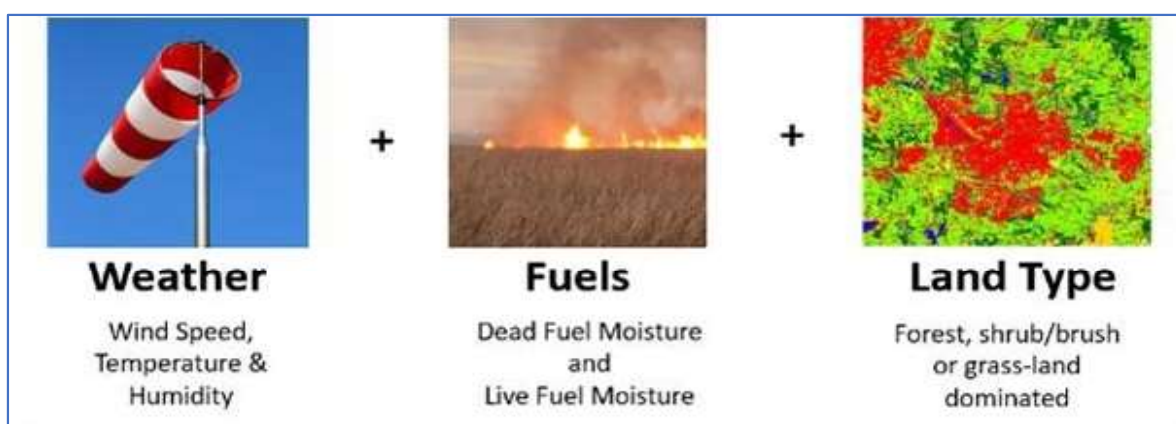 +
+
Weather
Wind Speed,
Temperature &
Humidity
Fuels
Dead Fuel Moisture
and
Live Fuel Moisture
Land Type
Forest, shrub/brush
or grass-land
dominated